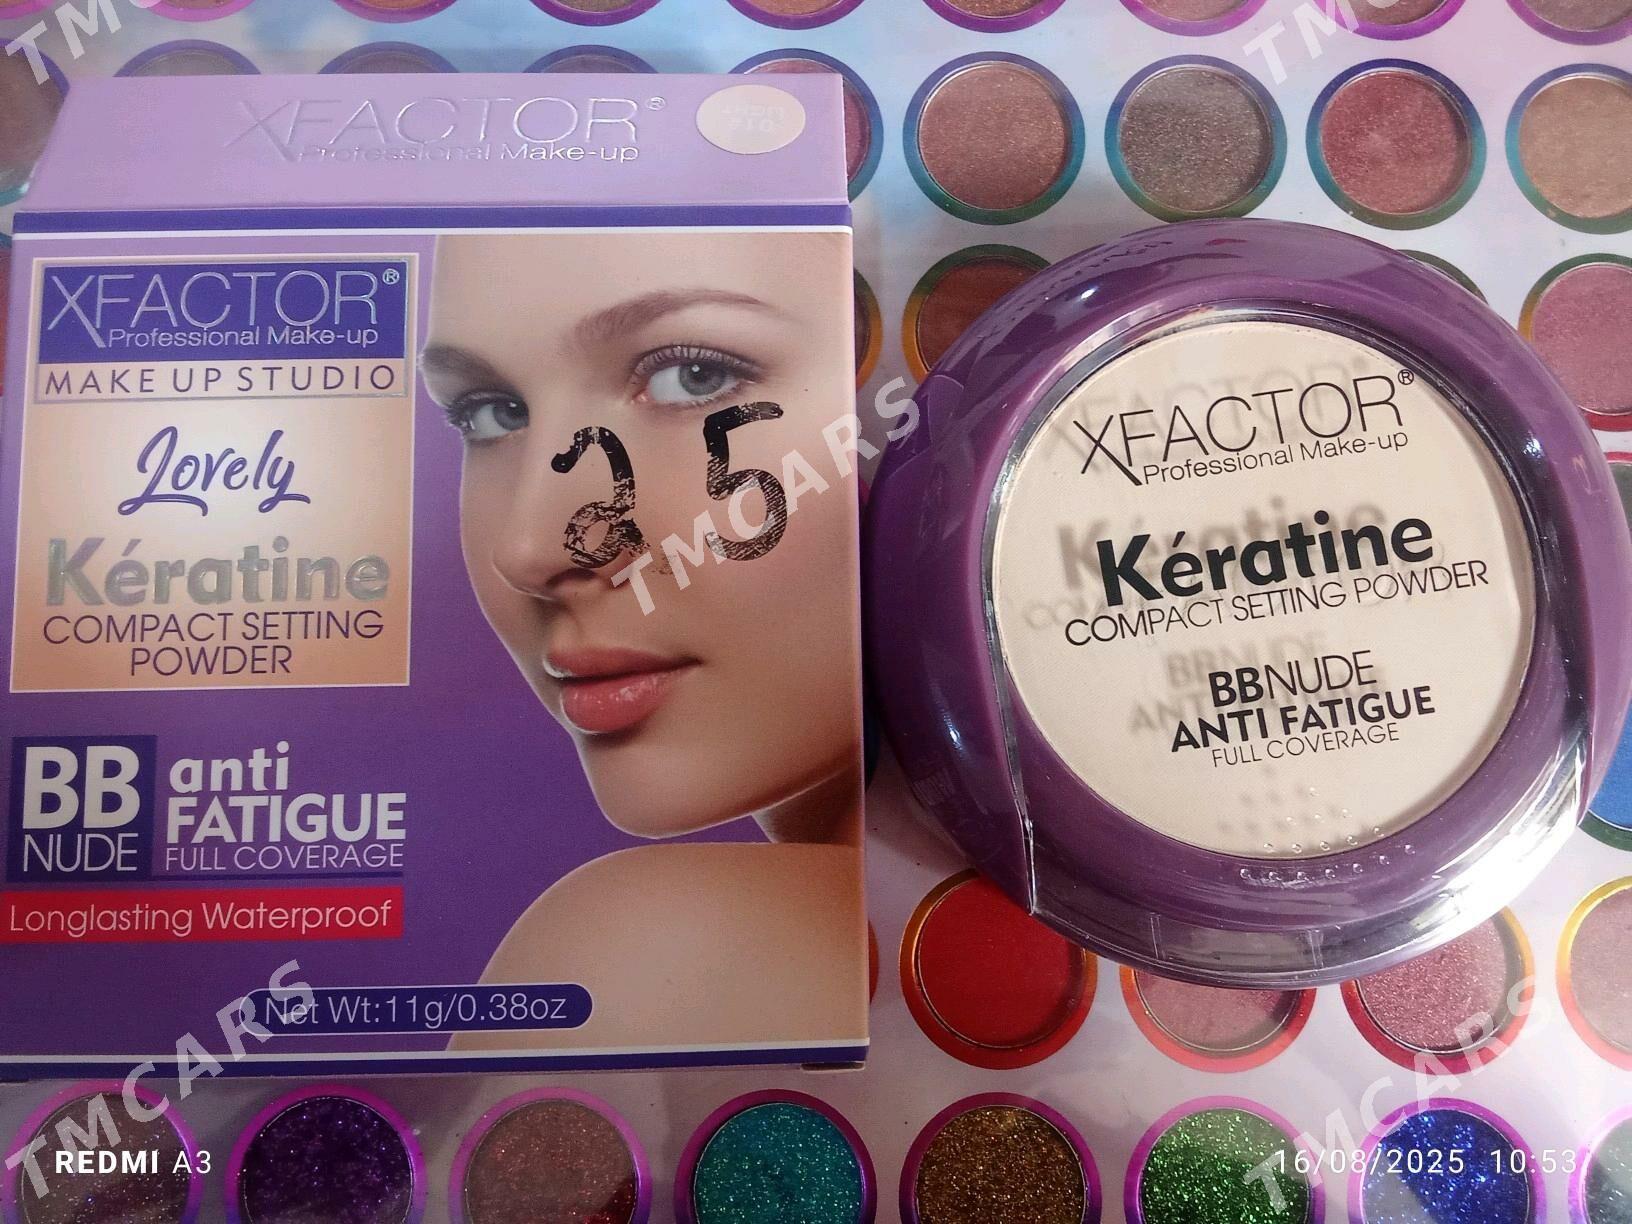 XFACTOR®
Professional Make-up
XFACTOR®
Professional Make-up
MAKE UP STUDIO
Lovely
Kératine
COMPACT SETTING
POWDER
BB
NUDE
anti
FATIGUE
FULL COVERAGE
Longlasting Waterproof
Net Wt:11g/0.38oz
25
XFACTOR®
Professional Make-up
Kératine
COMPACT SETTING POWDER
BB NUDE
ANTI FATIGUE
FULL COVERAGE
TMCARS
TMCARS
TMCARS
TMCARS
TMCARS
REDMI A3
16/08/2025 10:53